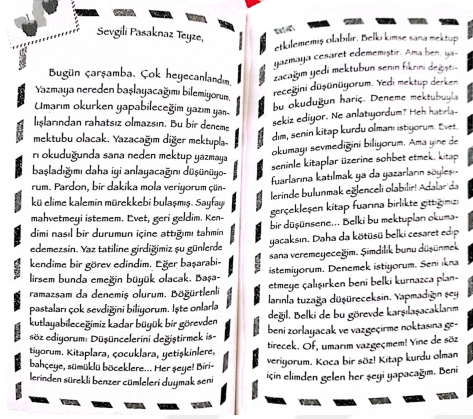 Sevgili Pasaknaz Teyze,
Bugün çarşamba. Çok heyecanlandım.
Yazmaya nereden başlayacağımı bilemiyorum.
Umarım okurken yapabileceğim yazım yan-
lışlarından rahatsız olmazsın. Bu bir deneme
mektubu olacak. Yazacağım diğer mektupla-
rı okuduğunda sana neden mektup yazmaya
başladığımı daha iyi anlayacağını düşünüyo-
rum. Pardon, bir dakika mola veriyorum çün-
kü elime kalemin mürekkebi bulaşmış. Sayfayı
mahvetmeyi istemem. Evet, geri geldim. Ken-
dimi nasıl bir durumun içine attığımı tahmin
edemezsin. Yaz tatiline girdiğimiz şu günlerde
kendime bir görev edindim. Eğer başarabi-
lirsem bunda emeğin büyük olacak. Başa-
ramazsam da denemiş olurum. Böğürtlenli
pastaları çok sevdiğini biliyorum. İşte onlarla
kutlayabileceğimiz kadar büyük bir görevden
söz ediyorum: Düşüncelerini değiştirmek is-
tiyorum. Kitaplara, çocuklara, yetişkinlere,
bahçeye, sümüklü böceklere... Her şeye! Biri-
lerinden sürekli benzer cümleleri duymak seni
etkilememiş olabilir. Belki kimse sana mektup
yazmaya cesaret edememiştir. Ama ben, ya-
zacağım yedi mektubun senin fikrini değişti-
receğini düşünüyorum. Yedi mektup derken
bu okuduğun hariç. Deneme mektubuyla
sekiz ediyor. Ne anlatıyordum? Heh hatırla-
dım, senin kitap kurdu olmanı istiyorum. Evet,
okumayı sevmediğini biliyorum. Ama yine de
seninle kitaplar üzerine sohbet etmek, kitap
fuarlarına katılmak ya da yazarların söyleşi-
lerinde bulunmak eğlenceli olabilir! Adalar'da
gerçekleşen kitap fuarına birlikte gittiğimizi
bir düşünsene... Belki bu mektupları okuma-
yacaksın. Daha da kötüsü belki cesaret edip
sana veremeyeceğim. Şimdilik bunu düşünmek
istemiyorum. Denemek istiyorum. Seni ikna
etmeye çalışırken beni belki kurnazca plan-
larınla tuzağa düşüreceksin. Yapmadığın şey
değil. Belki de bu görevde karşılaşacaklarım
beni zorlayacak ve vazgeçirme noktasına ge-
tirecek. Of, umarım vazgeçmem! Yine de söz
veriyorum. Koca bir söz! Kitap kurdu olman
için elimden gelen her şeyi yapacağım. Beni